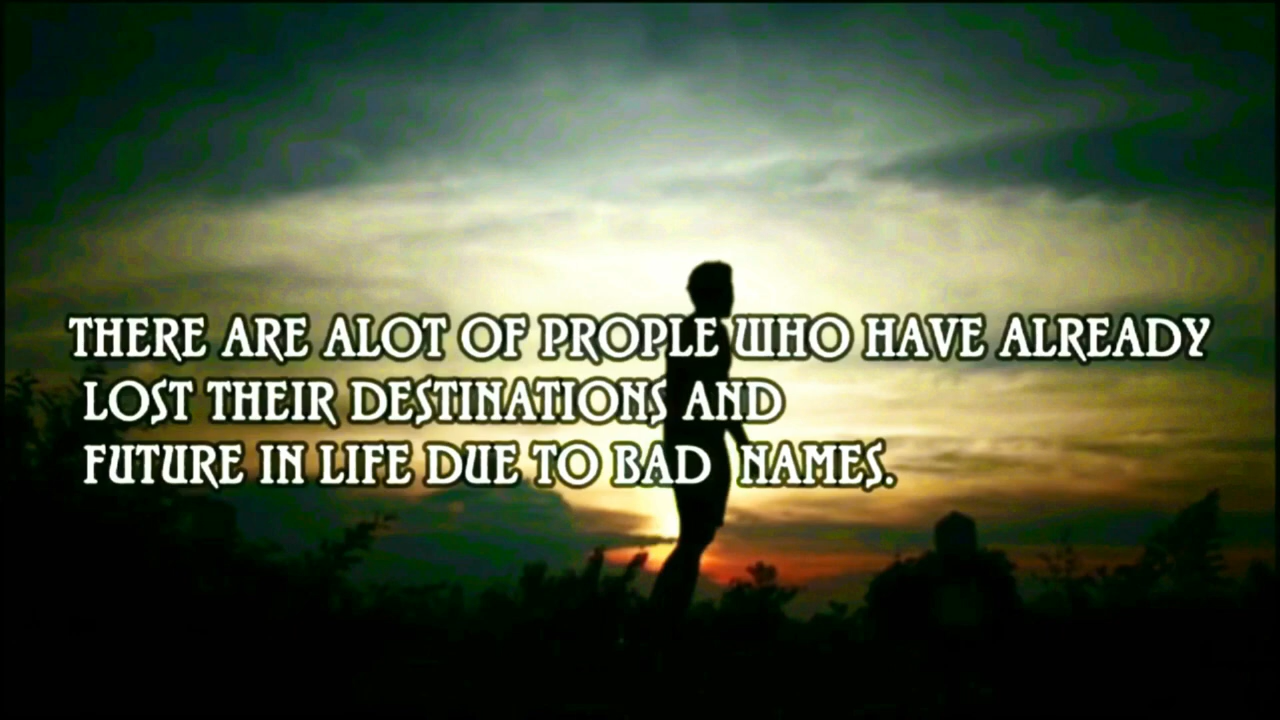 THERE ARE ALOT OF PROPLE WHO HAVE ALREADY
LOST THEIR DESTINATIONS AND
FUTURE IN LIFE DUE TO BAD NAMES.